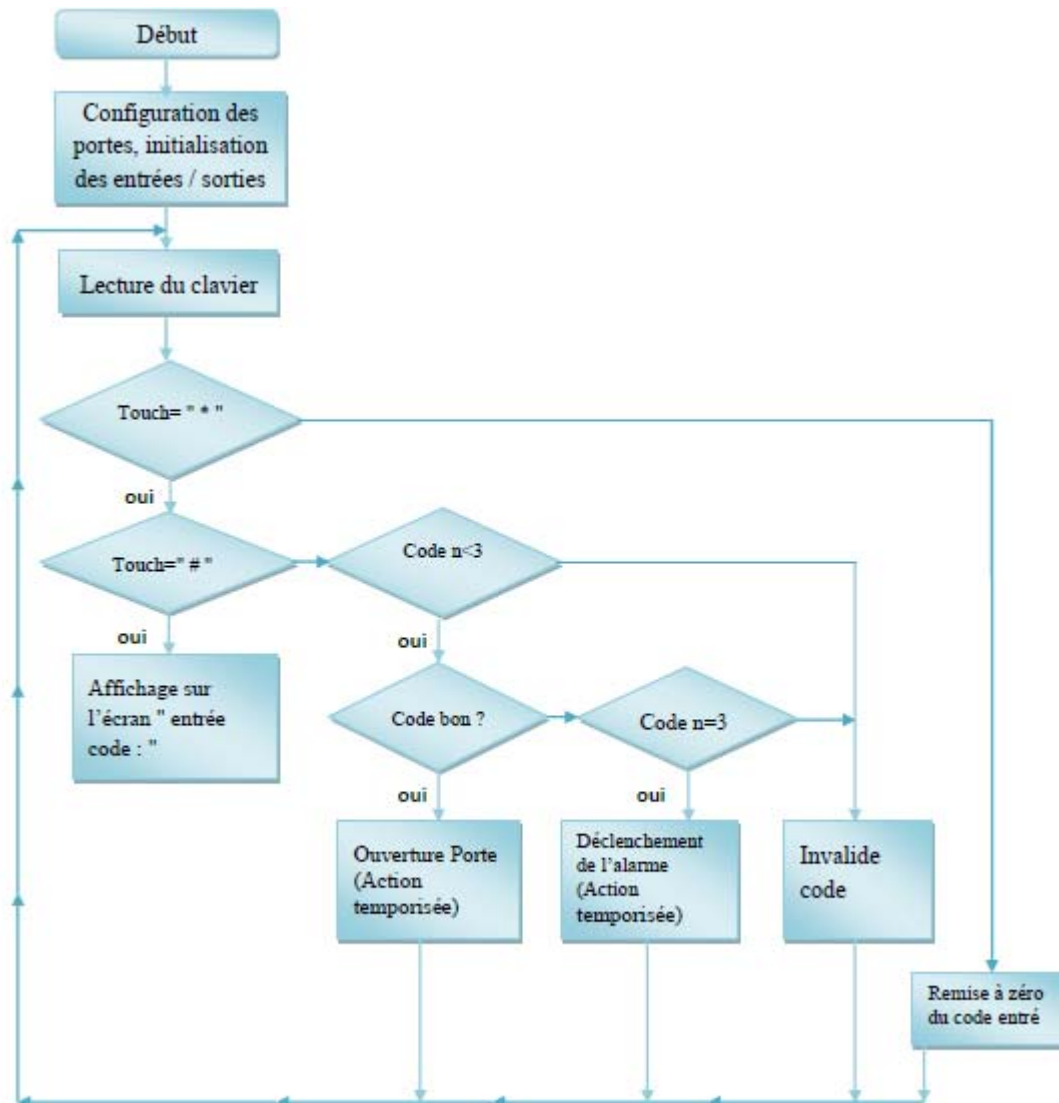 Début
Configuration des
portes, initialisation
des entrées / sorties
Lecture du clavier
Touch= " * "
oui
Touch=" # "
Code n<3
oui
oui
Affichage sur
l'écran " entrée
code : "
Code bon ?
Code n=3
oui
oui
Ouverture Porte
(Action
temporisée)
Déclenchement
de l'alarme
(Action
temporisée)
Invalide
code
Remise à zéro
du code entré